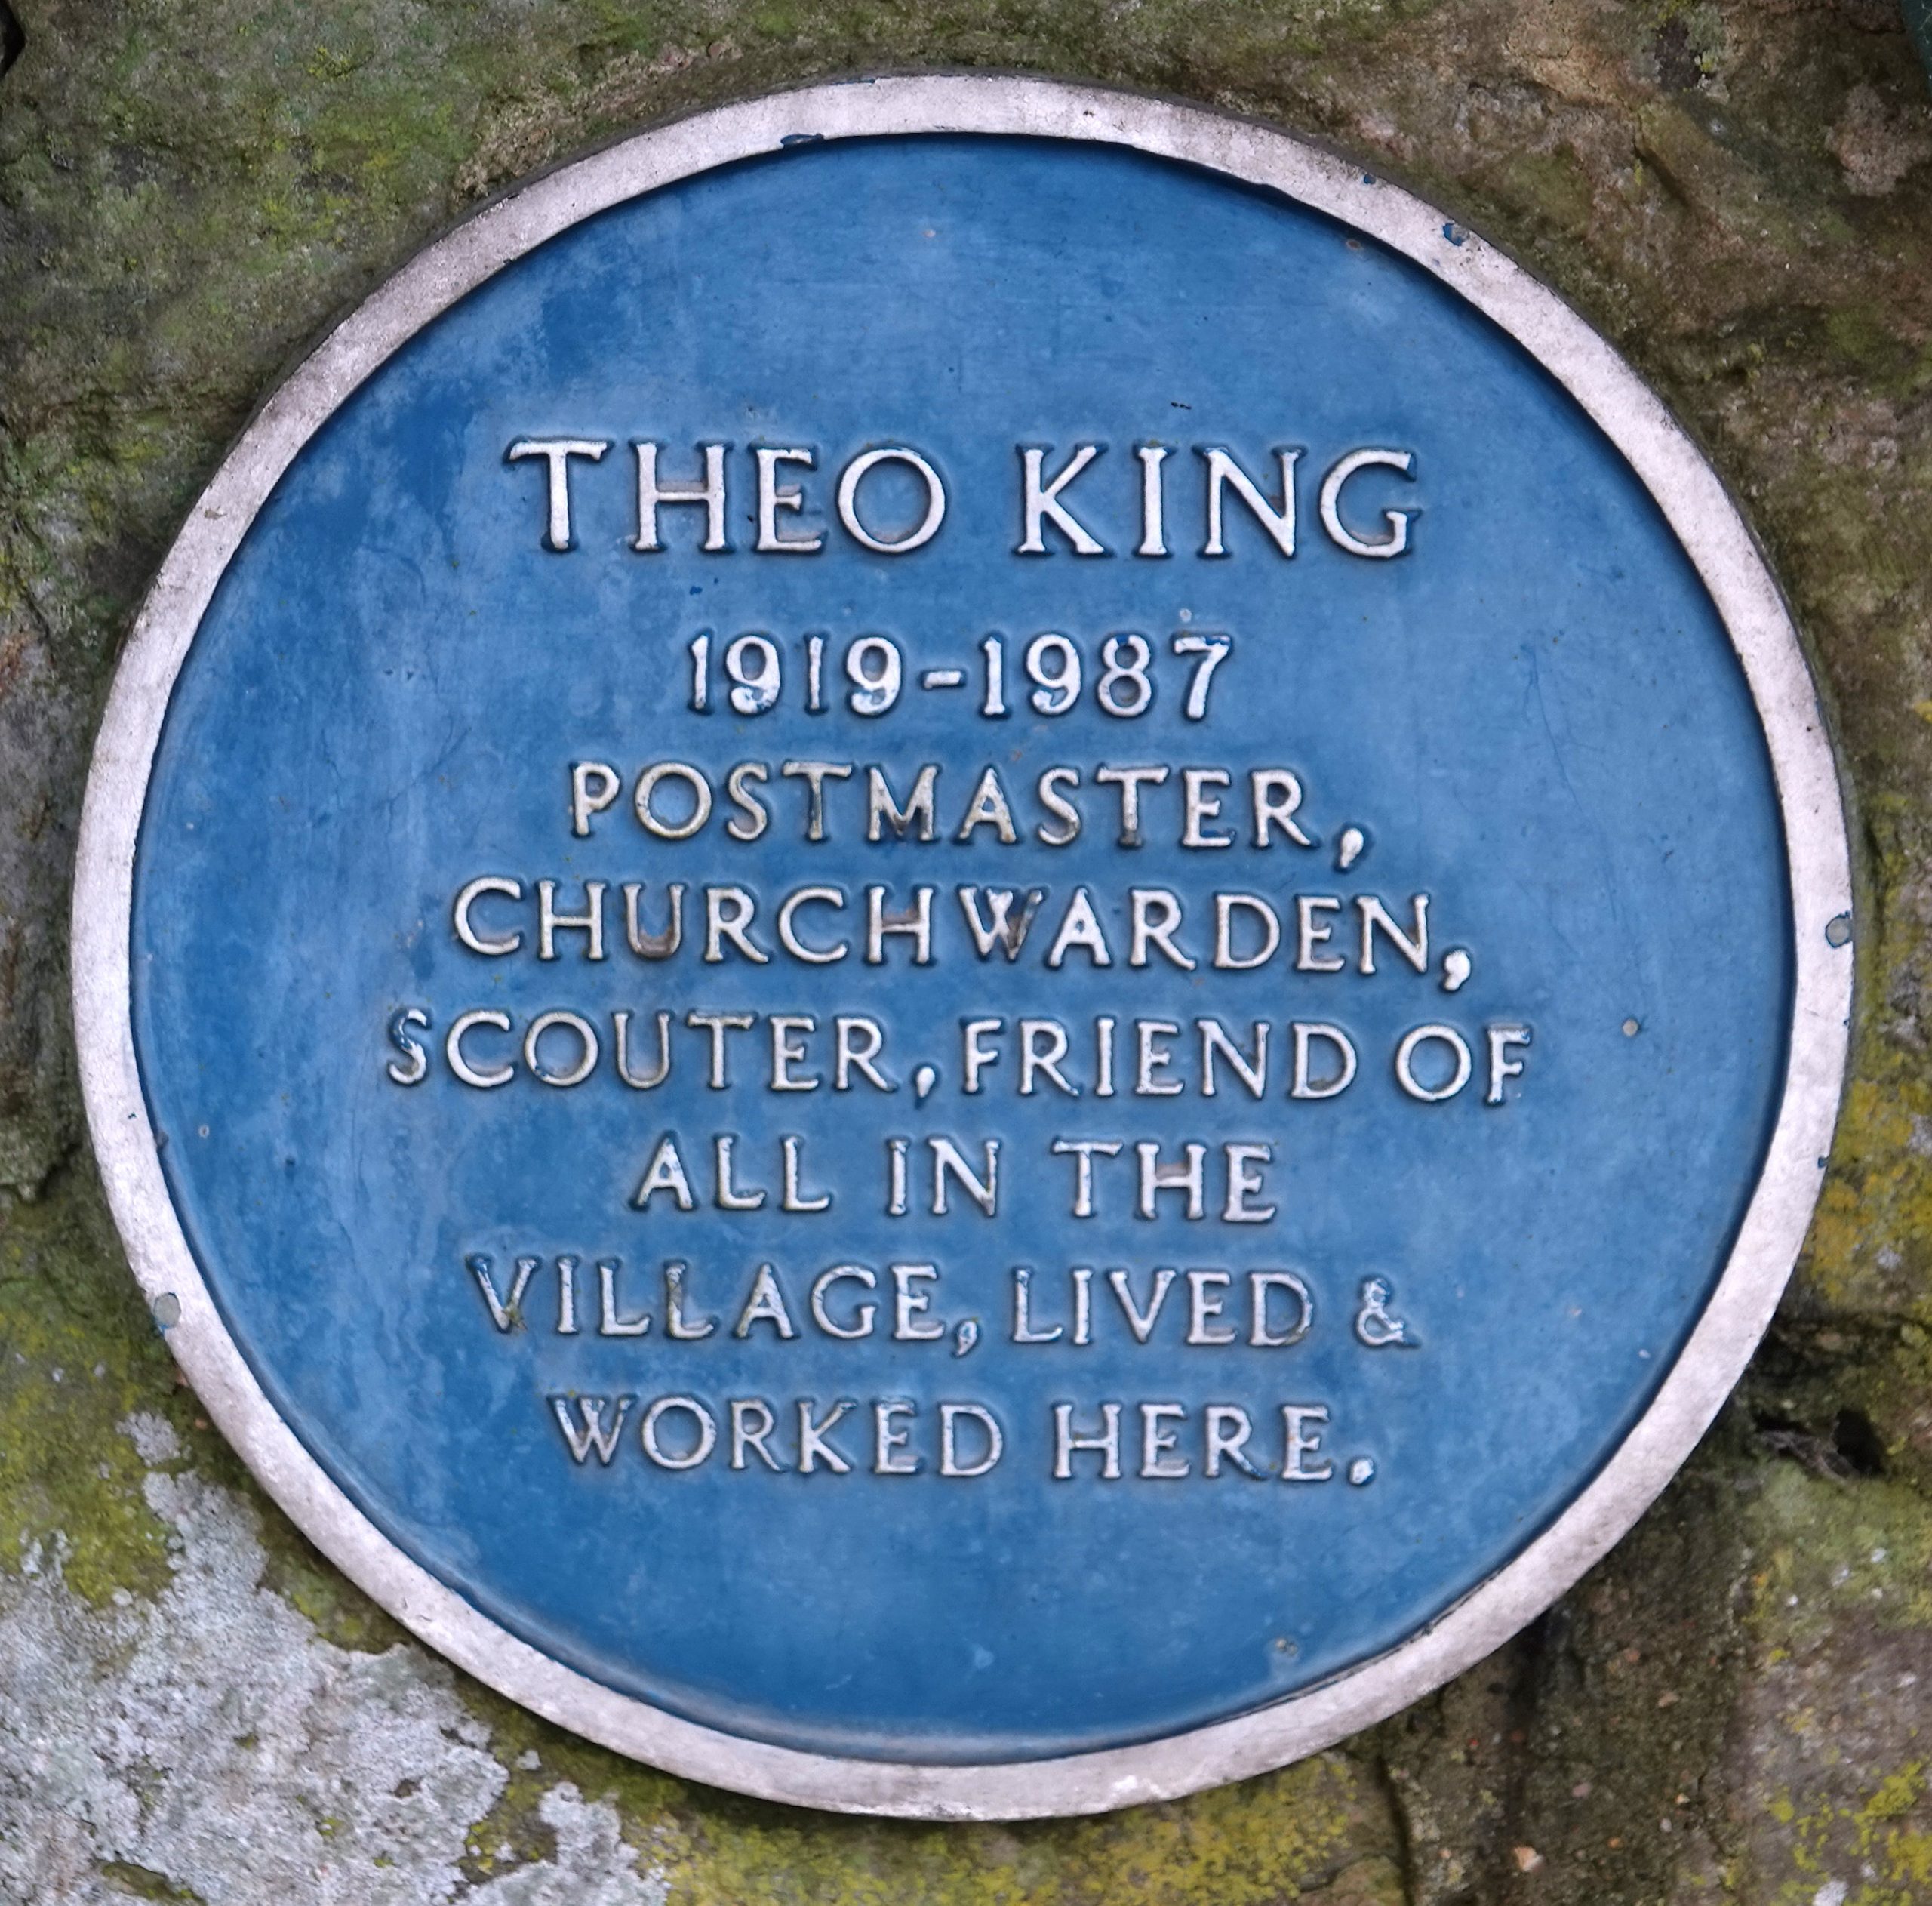 THEO KING
1919-1987
POSTMASTER,
CHURCHWARDEN,
SCOUTER, FRIEND OF
ALL IN THE
VILLAGE, LIVED &
WORKED HERE.